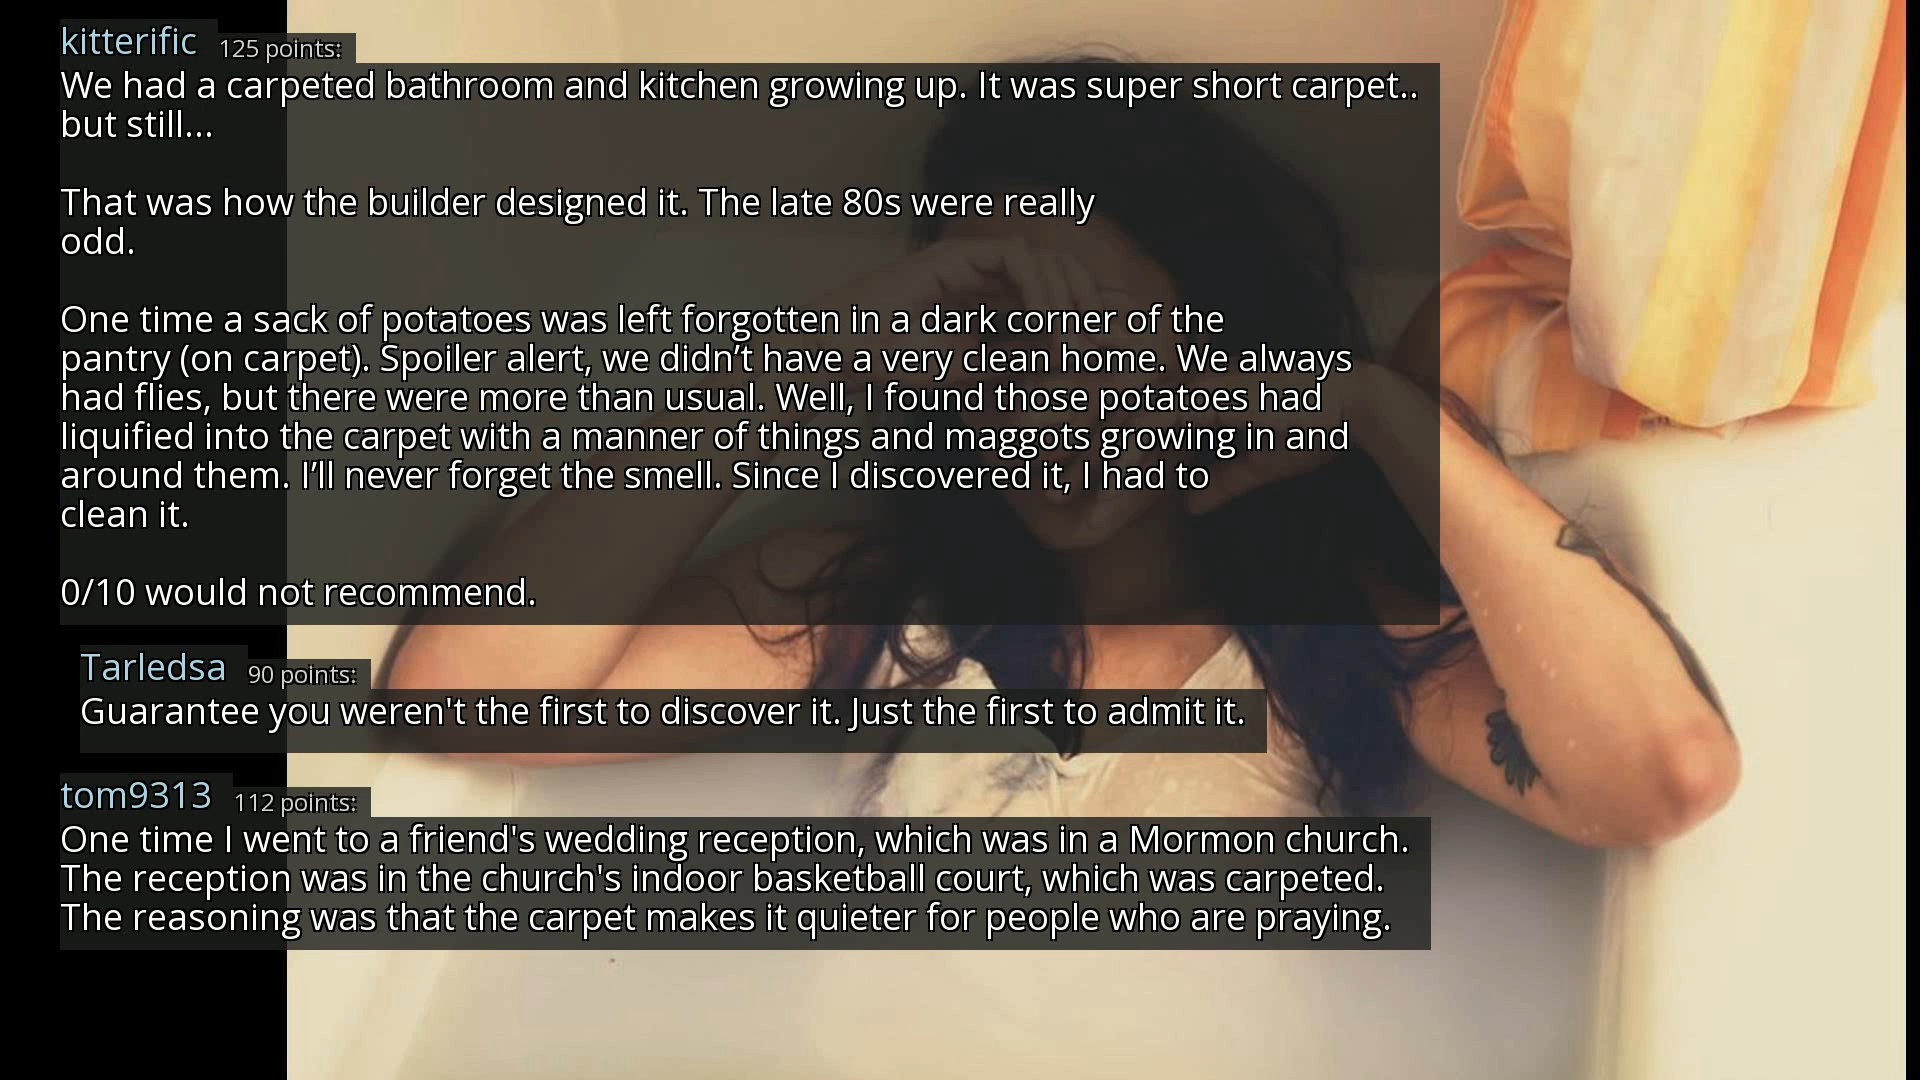 kitterific 125 points:
We had a carpeted bathroom and kitchen growing up. It was super short carpet..
but still...
That was how the builder designed it. The late 80s were really
odd.
One time a sack of potatoes was left forgotten in a dark corner of the
pantry (on carpet). Spoiler alert, we didn’t have a very clean home. We always
had flies, but there were more than usual. Well, I found those potatoes had
liquified into the carpet with a manner of things and maggots growing in and
around them. I’ll never forget the smell. Since I discovered it, I had to
clean it.
0/10 would not recommend.
Tarledsa 90 points:
Guarantee you weren't the first to discover it. Just the first to admit it.
tom9313 112 points:
One time I went to a friend's wedding reception, which was in a Mormon church.
The reception was in the church's indoor basketball court, which was carpeted.
The reasoning was that the carpet makes it quieter for people who are praying.